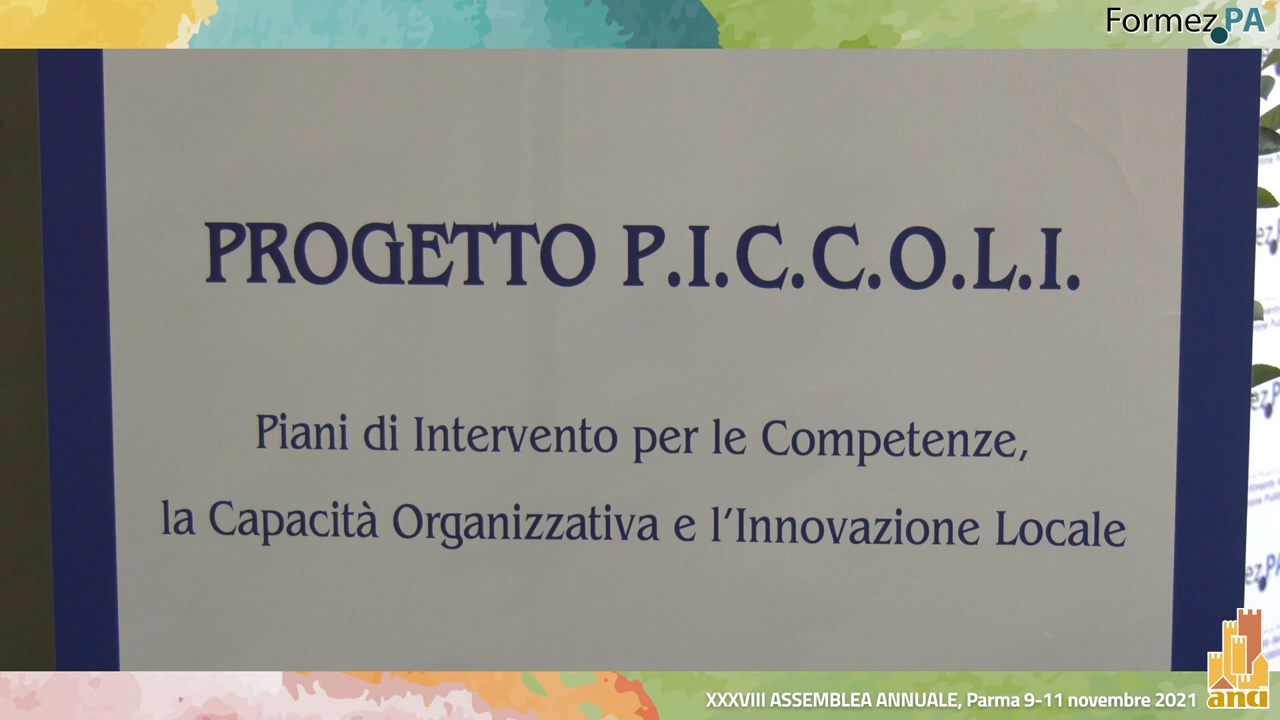 Formez.PA
PROGETTO P.I.C.C.O.L.I.
Piani di Intervento per le Competenze,
la Capacità Organizzativa e l'Innovazione Locale
XXXVIII ASSEMBLEA ANNUALE, Parma 9-11 novembre 2021
anci